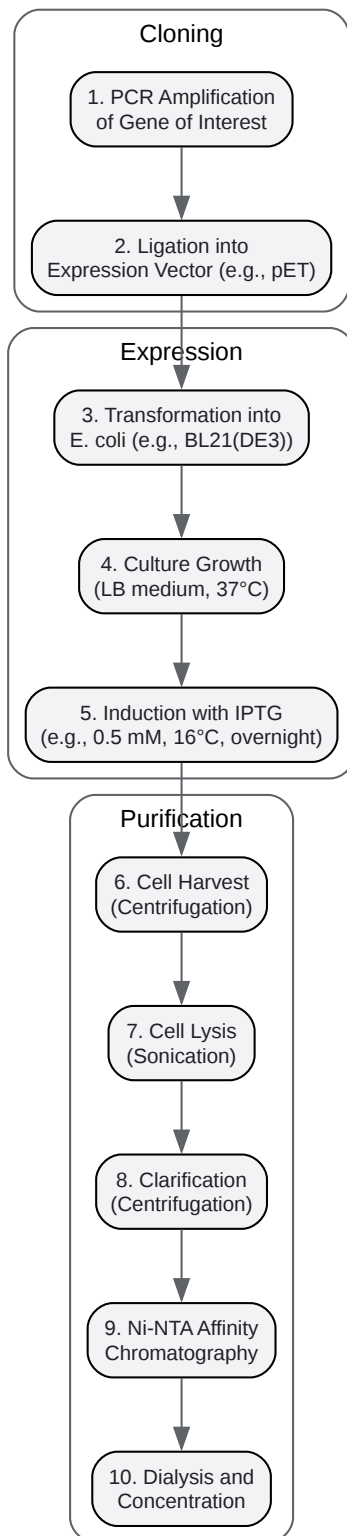 Cloning
1. PCR Amplification
of Gene of Interest
2. Ligation into
Expression Vector (e.g., pET)
Expression
3. Transformation into
E. coli (e.g., BL21(DE3))
4. Culture Growth
(LB medium, 37°C)
5. Induction with IPTG
(e.g., 0.5 mM, 16°C, overnight)
Purification
6. Cell Harvest
(Centrifugation)
7. Cell Lysis
(Sonication)
8. Clarification
(Centrifugation)
9. Ni-NTA Affinity
Chromatography
10. Dialysis and
Concentration